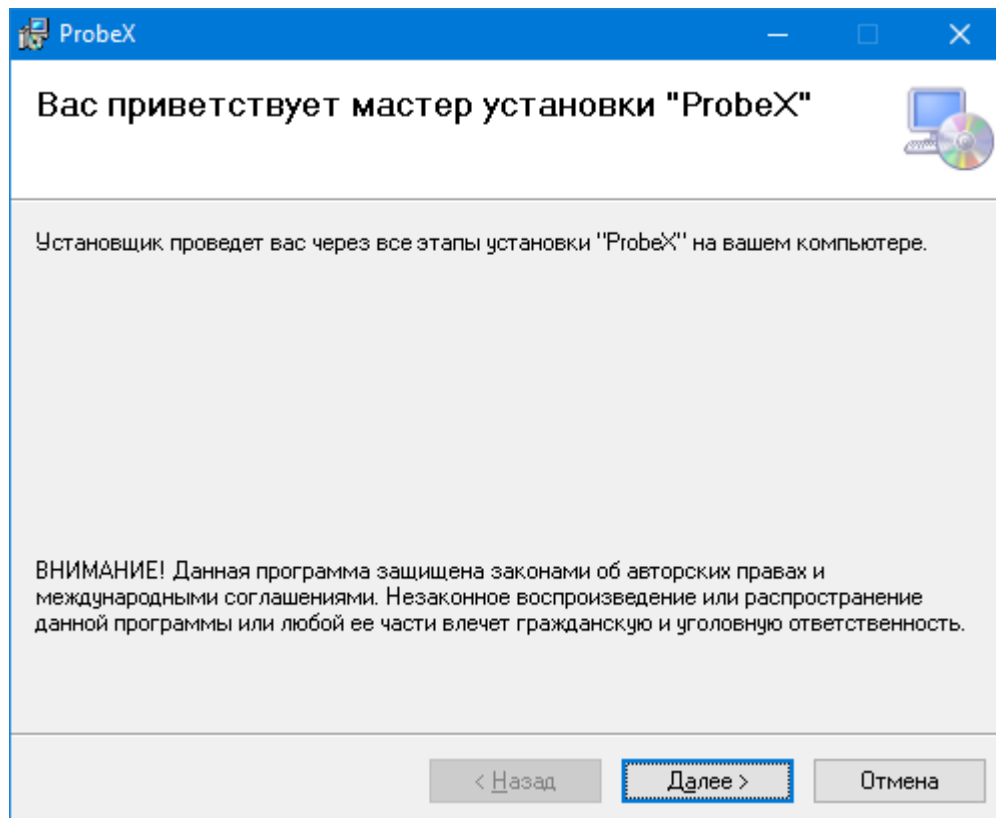 ProbeX
Вас приветствует мастер установки "ProbeX"
Установщик проведет вас через все этапы установки "ProbeX" на вашем компьютере.
ВНИМАНИЕ! Данная программа защищена законами об авторских правах и
международными соглашениями. Незаконное воспроизведение или распространение
данной программы или любой ее части влечет гражданскую и уголовную ответственность.
< Назад
Далее >
Отмена